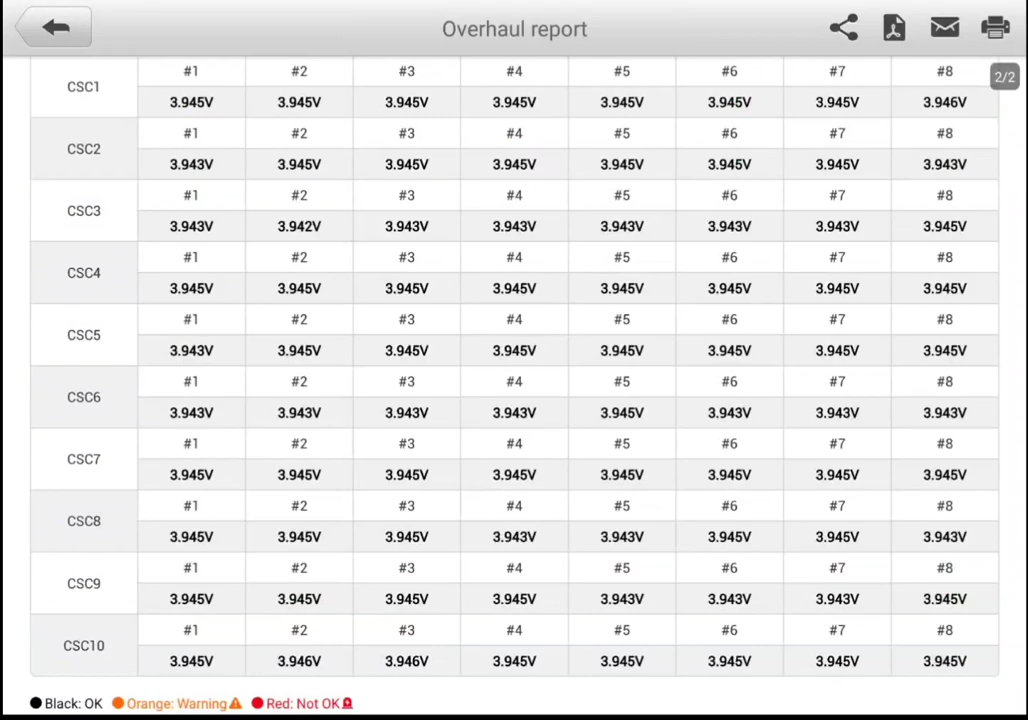 Overhaul report
2/2
CSC1 #1 #2 #3 #4 #5 #6 #7 #8
3.945V 3.945V 3.945V 3.945V 3.945V 3.945V 3.945V 3.946V
CSC2 #1 #2 #3 #4 #5 #6 #7 #8
3.943V 3.945V 3.945V 3.945V 3.945V 3.945V 3.945V 3.943V
CSC3 #1 #2 #3 #4 #5 #6 #7 #8
3.943V 3.942V 3.943V 3.943V 3.943V 3.943V 3.943V 3.945V
CSC4 #1 #2 #3 #4 #5 #6 #7 #8
3.945V 3.945V 3.945V 3.945V 3.945V 3.945V 3.945V 3.945V
CSC5 #1 #2 #3 #4 #5 #6 #7 #8
3.943V 3.945V 3.945V 3.945V 3.945V 3.945V 3.945V 3.945V
CSC6 #1 #2 #3 #4 #5 #6 #7 #8
3.943V 3.943V 3.943V 3.943V 3.945V 3.943V 3.943V 3.943V
CSC7 #1 #2 #3 #4 #5 #6 #7 #8
3.945V 3.945V 3.945V 3.945V 3.945V 3.945V 3.945V 3.945V
CSC8 #1 #2 #3 #4 #5 #6 #7 #8
3.945V 3.945V 3.945V 3.943V 3.943V 3.945V 3.945V 3.943V
CSC9 #1 #2 #3 #4 #5 #6 #7 #8
3.945V 3.945V 3.945V 3.945V 3.943V 3.943V 3.943V 3.945V
CSC10 #1 #2 #3 #4 #5 #6 #7 #8
3.945V 3.946V 3.946V 3.945V 3.945V 3.945V 3.945V 3.945V
Black: OK Orange: Warning Red: Not OK